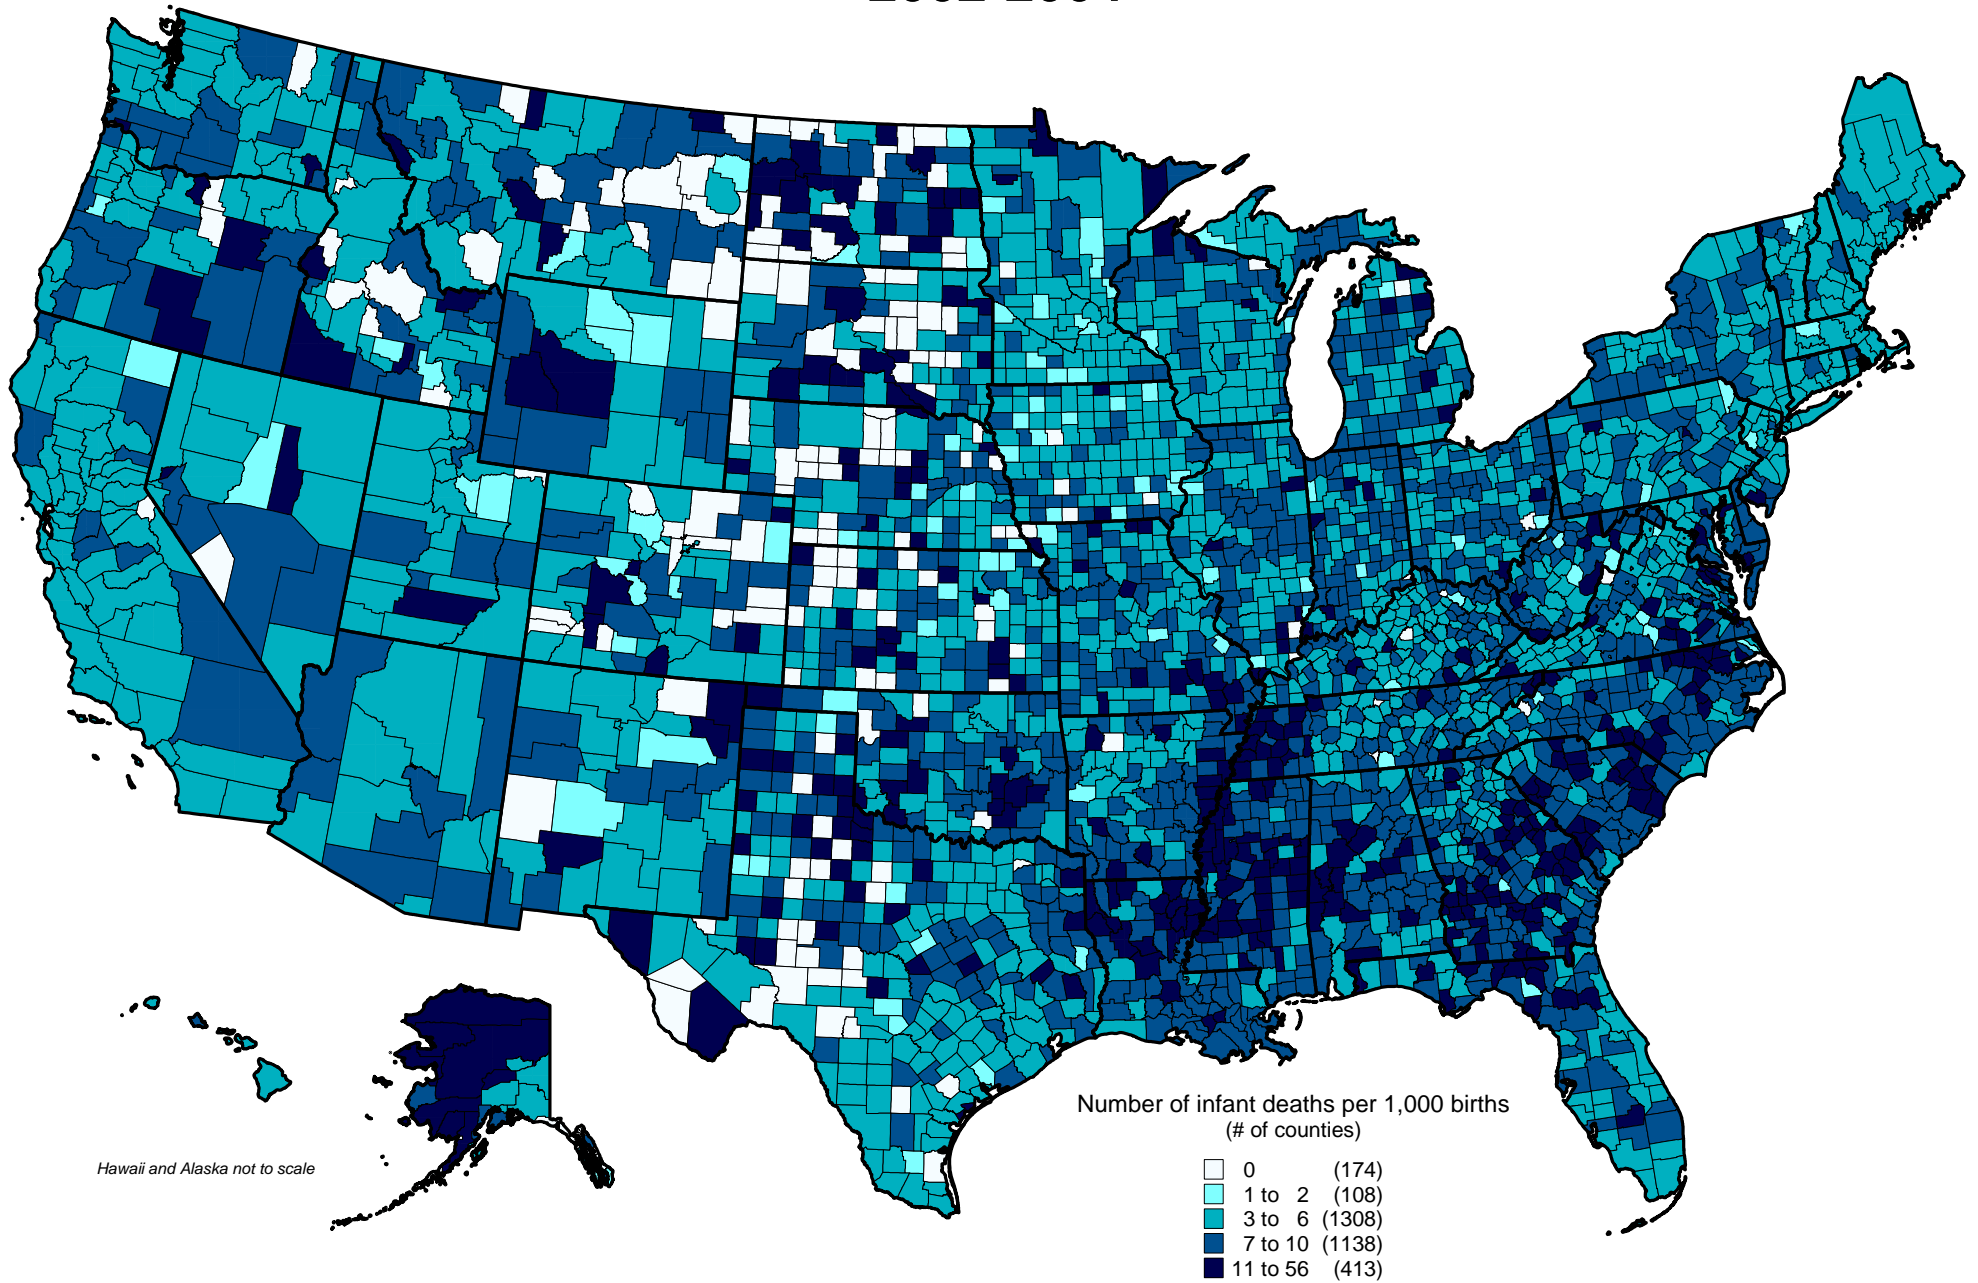 Number of infant deaths per 1,000 births
(# of counties)
0 (174)
1 to 2 (108)
3 to 6 (1308)
7 to 10 (1138)
11 to 56 (413)
Hawaii and Alaska not to scale